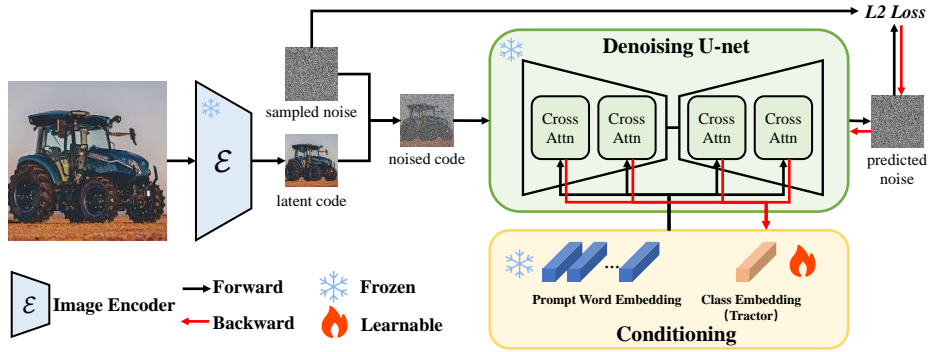 L2 Loss
Denoising U-net
sampled noise
Cross
Attn
Cross
Attn
Cross
Attn
Cross
Attn
ℰ
noised code
predicted
noise
latent code
...
Prompt Word Embedding
Class Embedding
(Tractor)
Conditioning
ℰ
Image Encoder
Forward
Frozen
Backward
Learnable